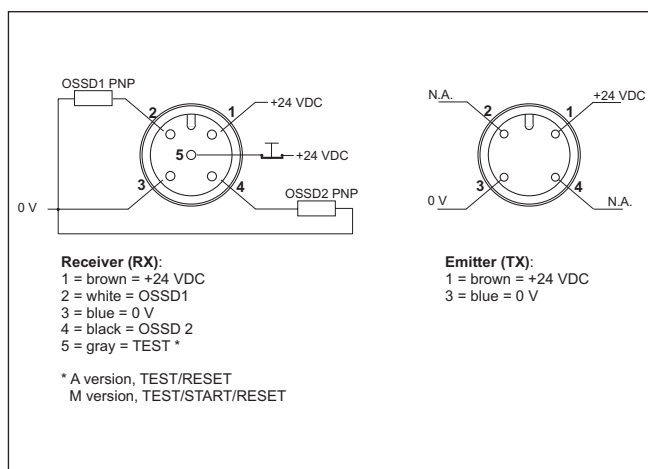 OSSD1 PNP
2
1
+24 VDC
5
+24 VDC
3
4
OSSD2 PNP
0 V
N.A.
2
1
+24 VDC
3
4
0 V
N.A.
Receiver (RX):
1 = brown = +24 VDC
2 = white = OSSD1
3 = blue = 0 V
4 = black = OSSD 2
5 = gray = TEST *
* A version, TEST/RESET
M version, TEST/START/RESET
Emitter (TX):
1 = brown = +24 VDC
3 = blue = 0 V